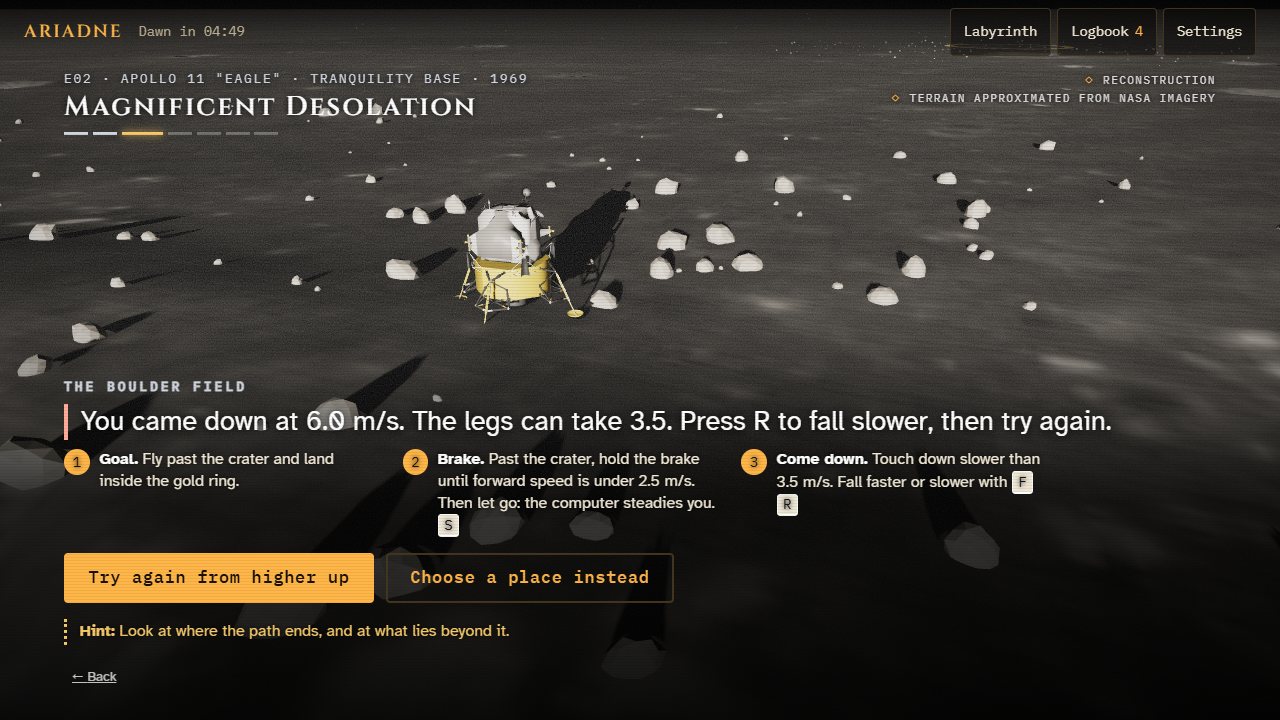 ARIADNE Dawn in 04:49 Labyrinth Logbook 4 Settings
E02 · APOLLO 11 "EAGLE" · TRANQUILITY BASE · 1969
MAGNIFICENT DESOLATION
◇ RECONSTRUCTION
◇ TERRAIN APPROXIMATED FROM NASA IMAGERY
THE BOULDER FIELD
You came down at 6.0 m/s. The legs can take 3.5. Press R to fall slower, then try again.
1 Goal. Fly past the crater and land
inside the gold ring.
2 Brake. Past the crater, hold the brake
until forward speed is under 2.5 m/s.
Then let go: the computer steadies you.
S
3 Come down. Touch down slower than
3.5 m/s. Fall faster or slower with F
R
Try again from higher up Choose a place instead
Hint: Look at where the path ends, and at what lies beyond it.
← Back